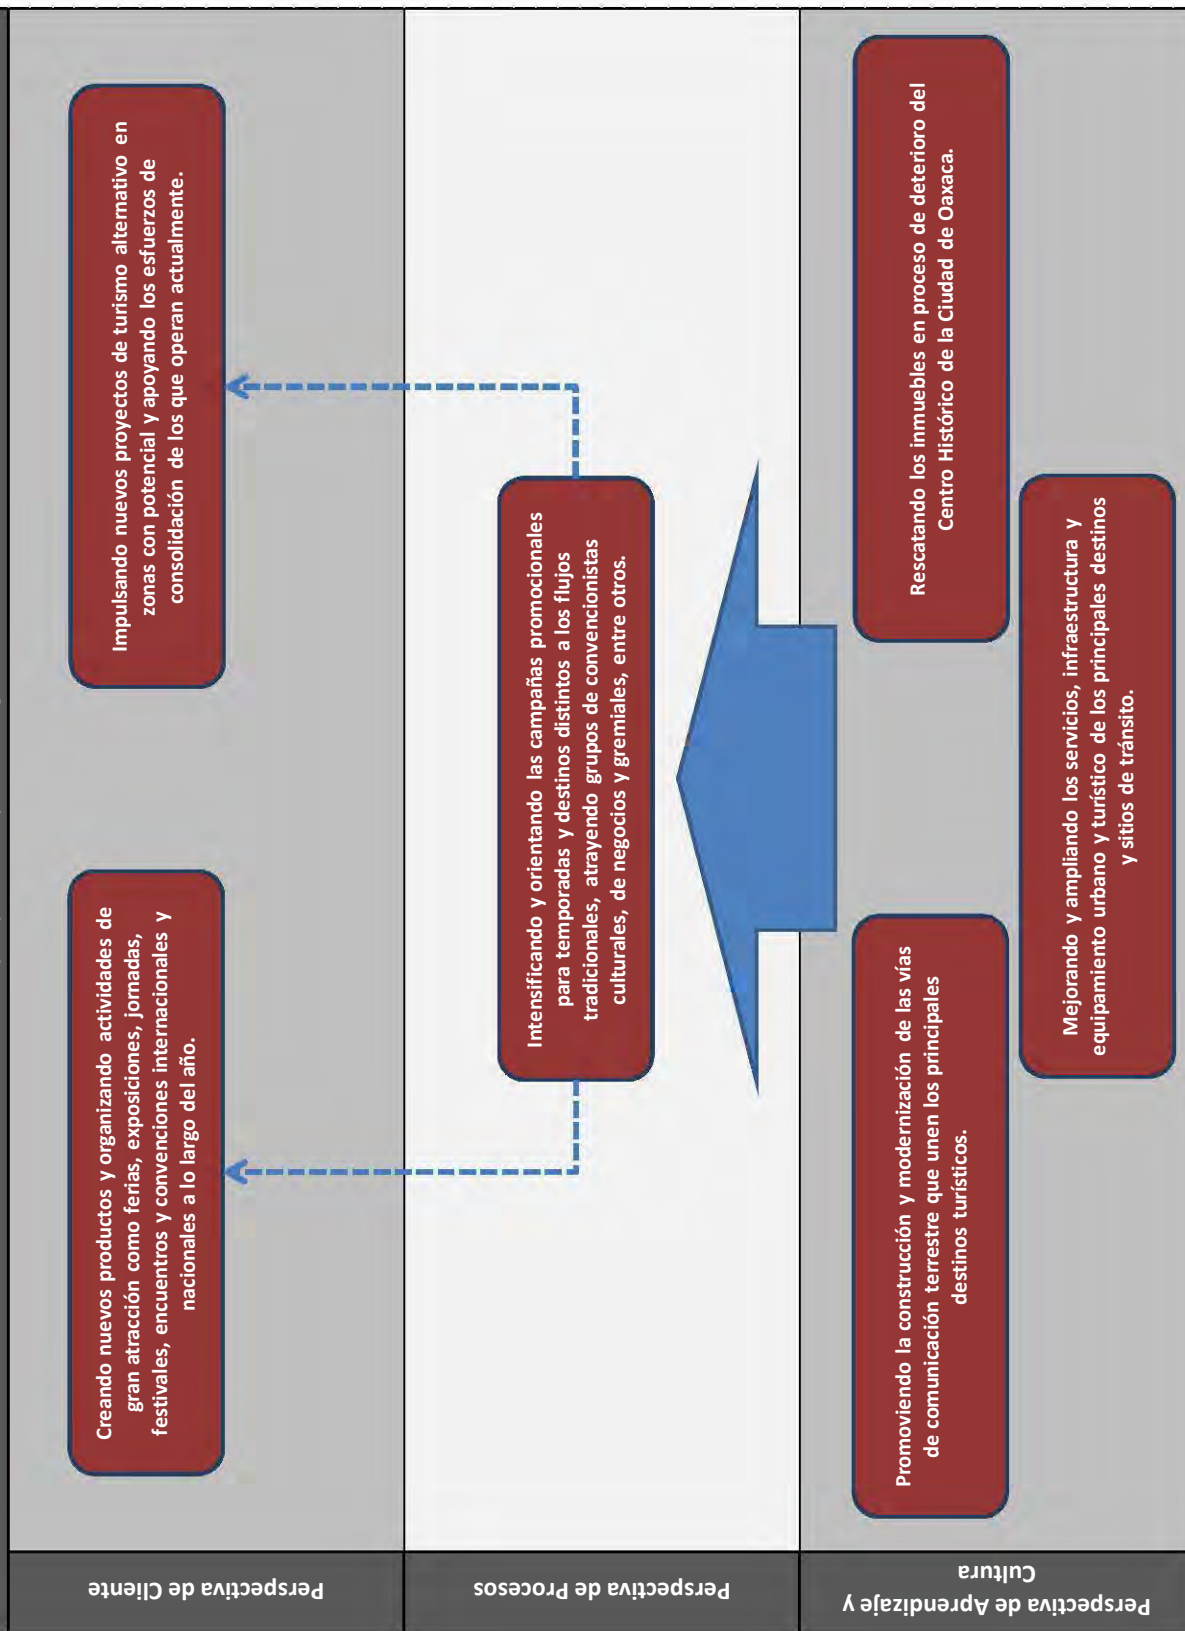 Perspectiva de Cliente
Creando nuevos productos y organizando actividades de
gran atracción como ferias, exposiciones, jornadas,
festivales, encuentros y convenciones internacionales y
nacionales a lo largo del año.
Impulsando nuevos proyectos de turismo alternativo en
zonas con potencial y apoyando los esfuerzos de
consolidación de los que operan actualmente.
Perspectiva de Procesos
Intensificando y orientando las campañas promocionales
para temporadas y destinos distintos a los flujos
tradicionales, atrayendo grupos de convencionistas
culturales, de negocios y gremiales, entre otros.
Perspectiva de Aprendizaje y
Cultura
Promoviendo la construcción y modernización de las vías
de comunicación terrestre que unen los principales
destinos turísticos.
Rescatando los inmuebles en proceso de deterioro del
Centro Histórico de la Ciudad de Oaxaca.
Mejorando y ampliando los servicios, infraestructura y
equipamiento urbano y turístico de los principales destinos
y sitios de tránsito.